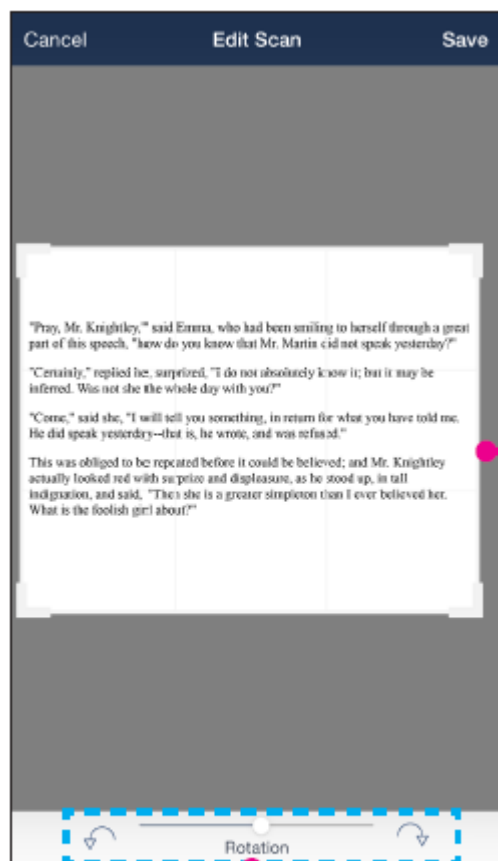 Cancel Edit Scan Save
"Pray, Mr. Knightley,'" said Emma, who had been smiling to herself through a great
part of this speech, "how do you know that Mr. Martin did not speak yesterday?"
"Certainly," replied he, surprized, "I do not absolutely know it; but it may be
inferred. Was not she the whole day with you?"
"Come," said she, "I will tell you something, in return for what you have told me.
He did speak yesterday--that is, he wrote, and was refused."
This was obliged to be repeated before it could be believed; and Mr. Knightley
actually looked red with surprize and displeasure, as he stood up, in tall
indignation, and said, "Then she is a greater simpleton than I ever believed her.
What is the foolish girl about?"
Rotation